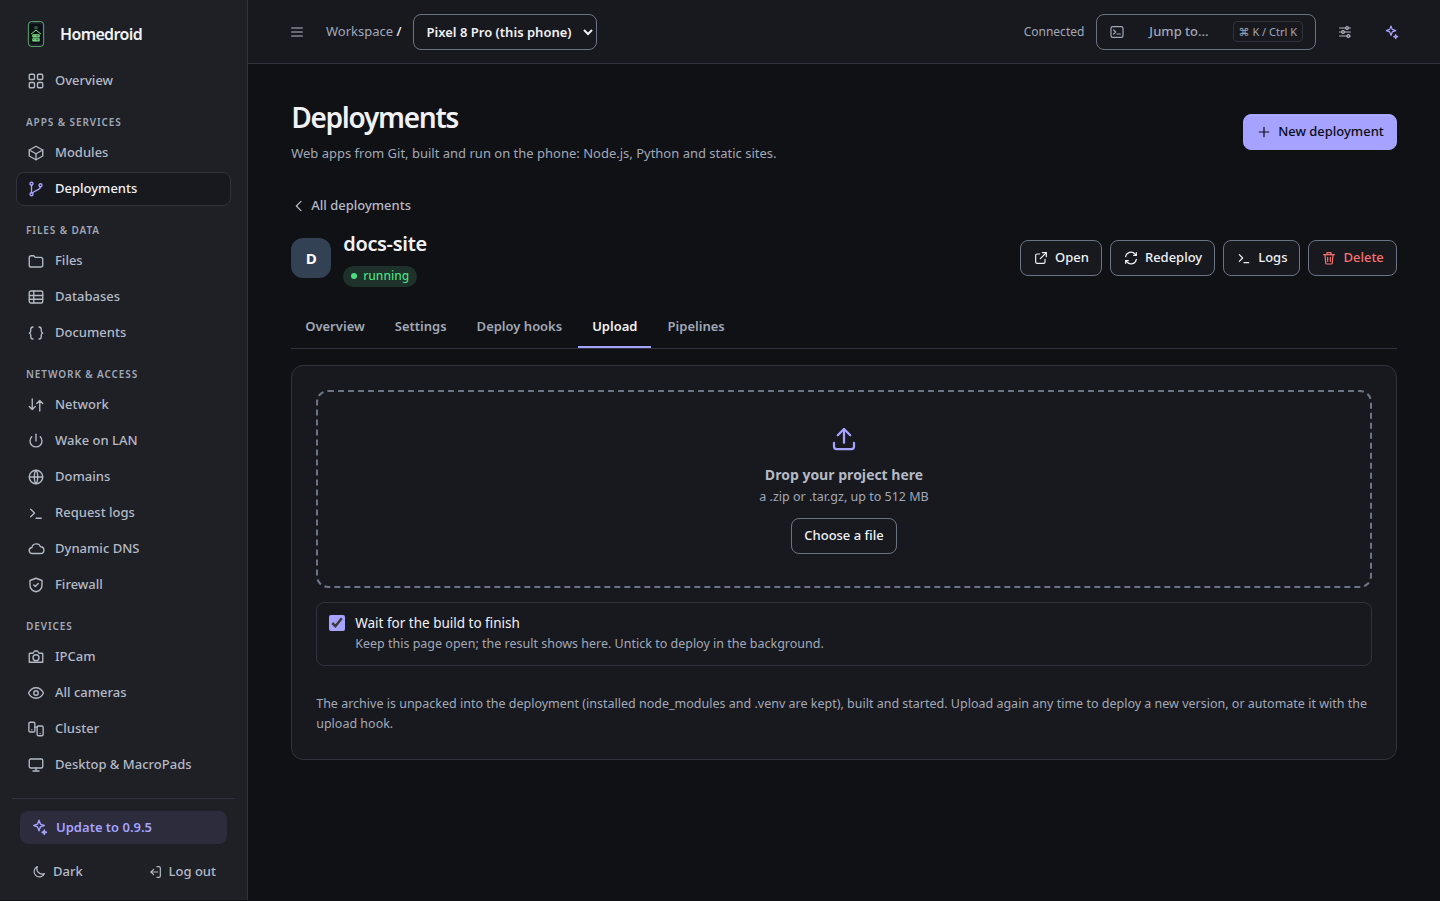 Homedroid
Overview
APPS & SERVICES
Modules
Deployments
FILES & DATA
Files
Databases
Documents
NETWORK & ACCESS
Network
Wake on LAN
Domains
Request logs
Dynamic DNS
Firewall
DEVICES
IPCam
All cameras
Cluster
Desktop & MacroPads
Update to 0.9.5
Dark
Log out
Workspace /
Pixel 8 Pro (this phone)
Connected
Jump to...
⌘ K / Ctrl K
Deployments
Web apps from Git, built and run on the phone: Node.js, Python and static sites.
New deployment
All deployments
D
docs-site
running
Open
Redeploy
Logs
Delete
Overview
Settings
Deploy hooks
Upload
Pipelines
Drop your project here
a .zip or .tar.gz, up to 512 MB
Choose a file
Wait for the build to finish
Keep this page open; the result shows here. Untick to deploy in the background.
The archive is unpacked into the deployment (installed node_modules and .venv are kept), built and started. Upload again any time to deploy a new version, or automate it with the
upload hook.